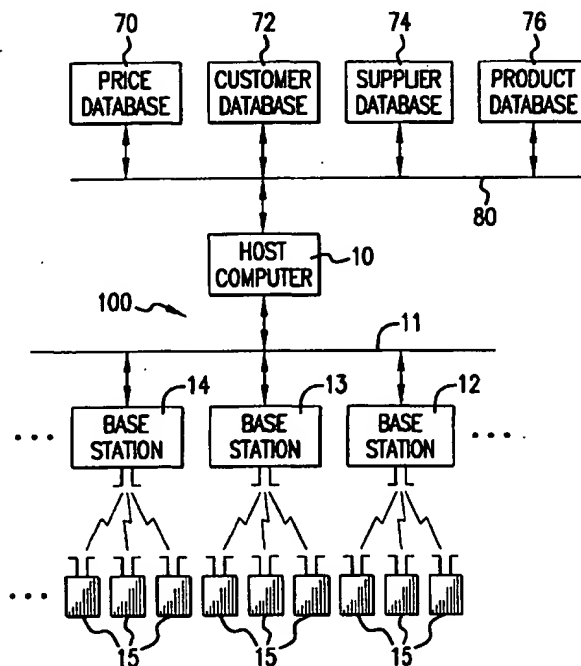 70 72 74 76
PRICE DATABASE
CUSTOMER DATABASE
SUPPLIER DATABASE
PRODUCT DATABASE
80
HOST COMPUTER
10
100
11
14 13 12
BASE STATION
BASE STATION
BASE STATION
15 15 15